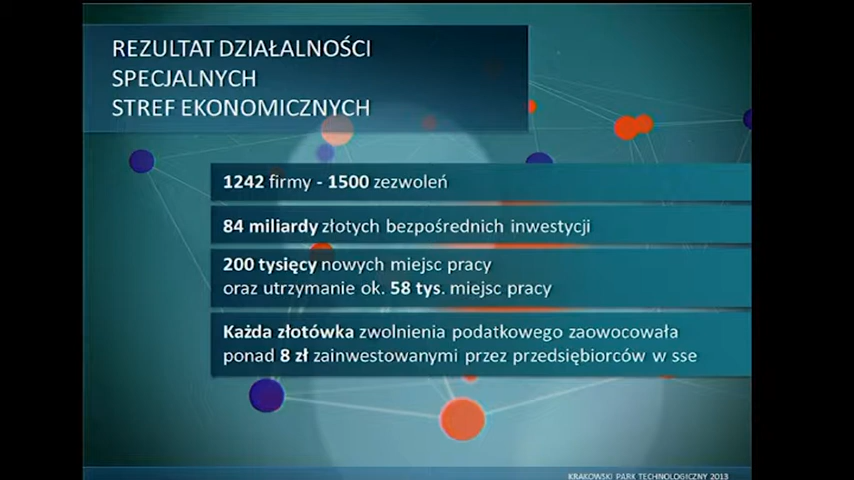 REZULTAT DZIAŁALNOŚCI
SPECJALNYCH
STREF EKONOMICZNYCH
1242 firmy - 1500 zezwoleń
84 miliardy złotych bezpośrednich inwestycji
200 tysięcy nowych miejsc pracy
oraz utrzymanie ok. 58 tys. miejsc pracy
Każda złotówka zwolnienia podatkowego zaowocowała
ponad 8 zł zainwestowanymi przez przedsiębiorców w sse
KRAKOWSKI PARK TECHNOLOGICZNY 2013